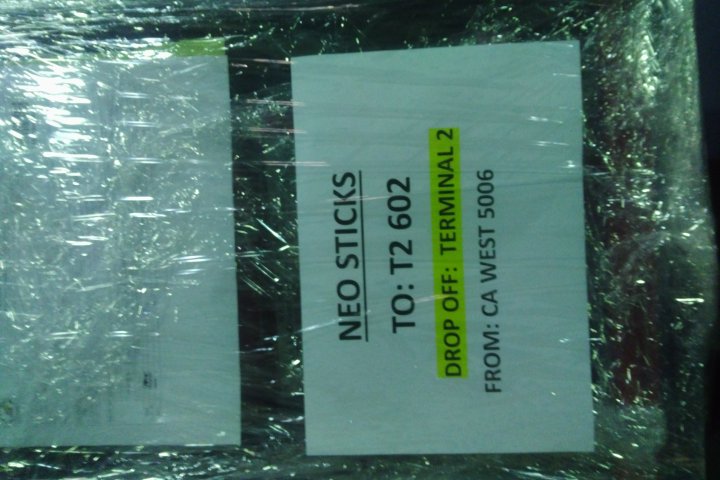 NEO STICKS
TO: T2 602
DROP OFF: TERMINAL 2
FROM: CA WEST 5006